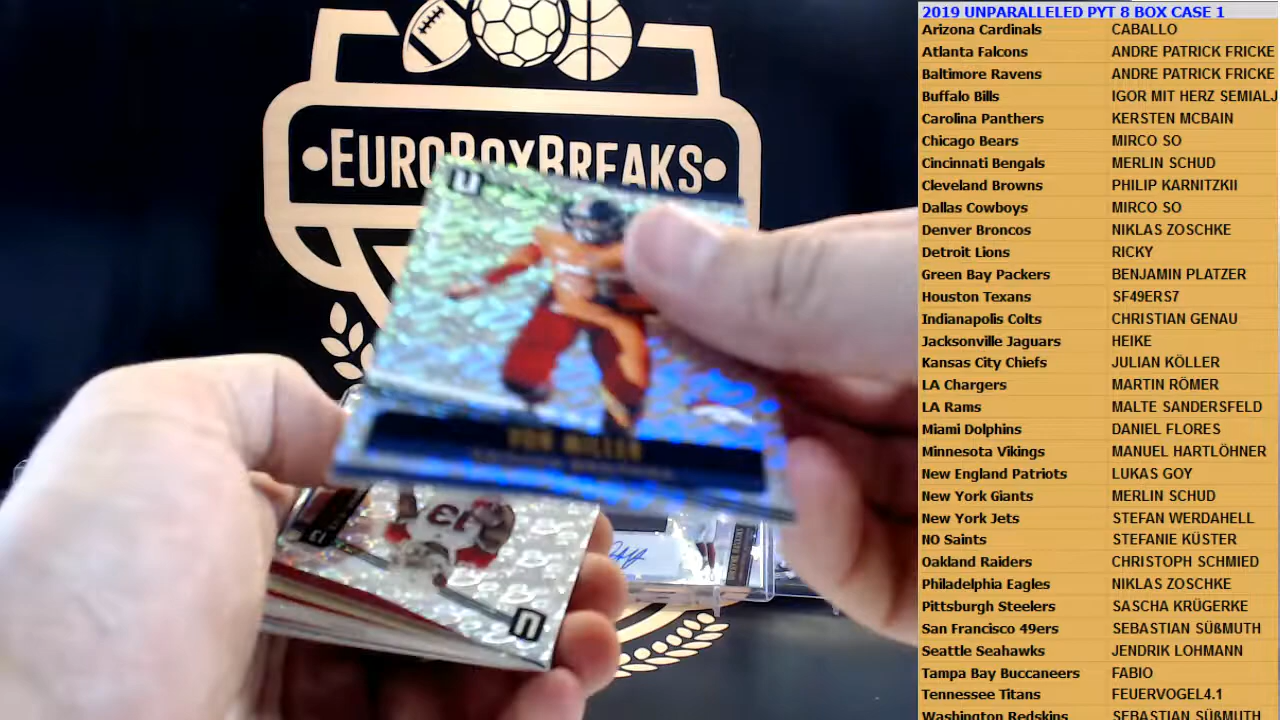 EUROBOXBREAKS
VON MILLER
2019 UNPARALLELED PYT 8 BOX CASE 1
Arizona Cardinals CABALLO
Atlanta Falcons ANDRE PATRICK FRICKE
Baltimore Ravens ANDRE PATRICK FRICKE
Buffalo Bills IGOR MIT HERZ SEMIALJ
Carolina Panthers KERSTEN MCBAIN
Chicago Bears MIRCO SO
Cincinnati Bengals MERLIN SCHUD
Cleveland Browns PHILIP KARNITZKII
Dallas Cowboys MIRCO SO
Denver Broncos NIKLAS ZOSCHKE
Detroit Lions RICKY
Green Bay Packers BENJAMIN PLATZER
Houston Texans SF49ERS7
Indianapolis Colts CHRISTIAN GENAU
Jacksonville Jaguars HEIKE
Kansas City Chiefs JULIAN KÖLLER
LA Chargers MARTIN RÖMER
LA Rams MALTE SANDERSFELD
Miami Dolphins DANIEL FLORES
Minnesota Vikings MANUEL HARTLÖHNER
New England Patriots LUKAS GOY
New York Giants MERLIN SCHUD
New York Jets STEFAN WERDAHELL
NO Saints STEFANIE KÜSTER
Oakland Raiders CHRISTOPH SCHMIED
Philadelphia Eagles NIKLAS ZOSCHKE
Pittsburgh Steelers SASCHA KRÜGERKE
San Francisco 49ers SEBASTIAN SÜßMUTH
Seattle Seahawks JENDRIK LOHMANN
Tampa Bay Buccaneers FABIO
Tennessee Titans FEUERVOGEL4.1
Washington Redskins SEBASTIAN SÜßMUTH